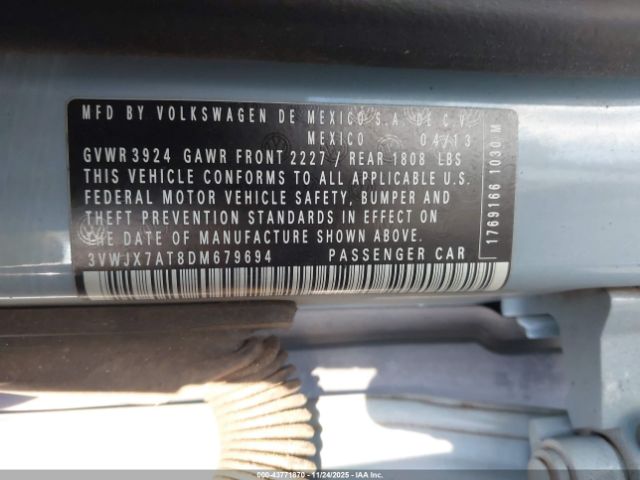 MFD BY VOLKSWAGEN DE MEXICO S.A. DE C.V.
MEXICO 04/13
GVWR 3924 GAWR FRONT 2227 / REAR 1808 LBS
THIS VEHICLE CONFORMS TO ALL APPLICABLE U.S.
FEDERAL MOTOR VEHICLE SAFETY, BUMPER AND
THEFT PREVENTION STANDARDS IN EFFECT ON
THE DATE OF MANUFACTURE SHOWN ABOVE.
3VWJX7AT8DM679694 PASSENGER CAR
1769166 1030 M
00-43771870 - 11/24/2025 - IAA Inc.